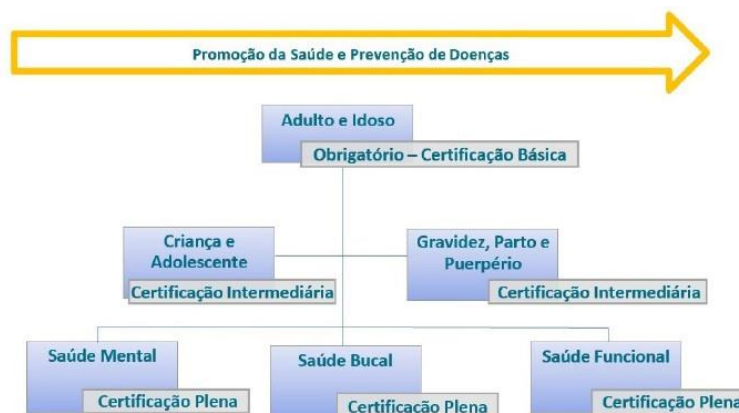 Promoção da Saúde e Prevenção de Doenças
Adulto e Idoso
Obrigatório – Certificação Básica
Criança e
Adolescente
Certificação Intermediária
Gravidez, Parto e
Puerpério
Certificação Intermediária
Saúde Mental
Certificação Plena
Saúde Bucal
Certificação Plena
Saúde Funcional
Certificação Plena